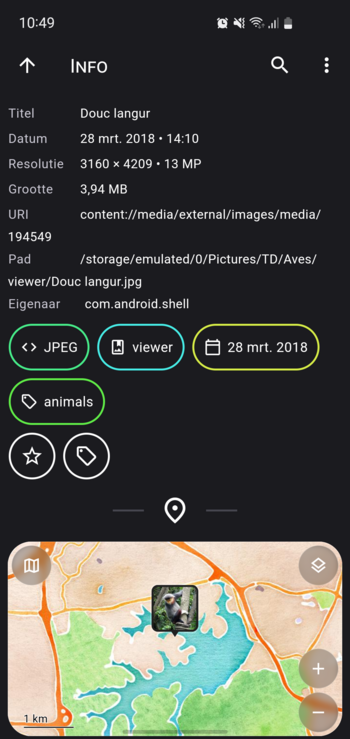 10:49
INFO
Titel Douc langur
Datum 28 mrt. 2018 • 14:10
Resolutie 3160 × 4209 • 13 MP
Grootte 3,94 MB
URI content://media/external/images/media/
194549
Pad /storage/emulated/0/Pictures/TD/Aves/
viewer/Douc langur.jpg
Eigenaar com.android.shell
JPEG viewer 28 mrt. 2018
animals
1 km